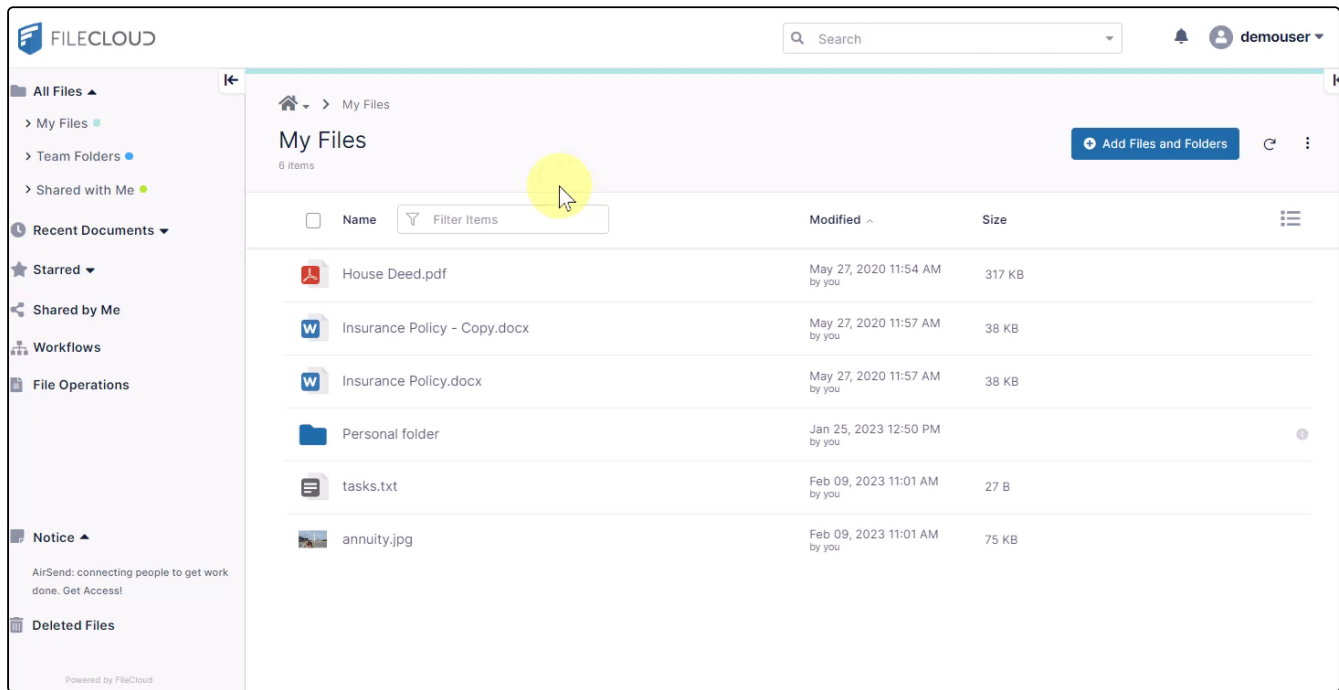 FILECLOUD
Search
demouser
All Files
My Files
Team Folders
Shared with Me
Recent Documents
Starred
Shared by Me
Workflows
File Operations
Notice
AirSend: connecting people to get work
done. Get Access!
Deleted Files
Powered by FileCloud
My Files
My Files
6 items
Add Files and Folders
Name Filter Items Modified Size
House Deed.pdf May 27, 2020 11:54 AM 317 KB
by you
Insurance Policy - Copy.docx May 27, 2020 11:57 AM 38 KB
by you
Insurance Policy.docx May 27, 2020 11:57 AM 38 KB
by you
Personal folder Jan 25, 2023 12:50 PM
by you
tasks.txt Feb 09, 2023 11:01 AM 27 B
by you
annuity.jpg Feb 09, 2023 11:01 AM 75 KB
by you